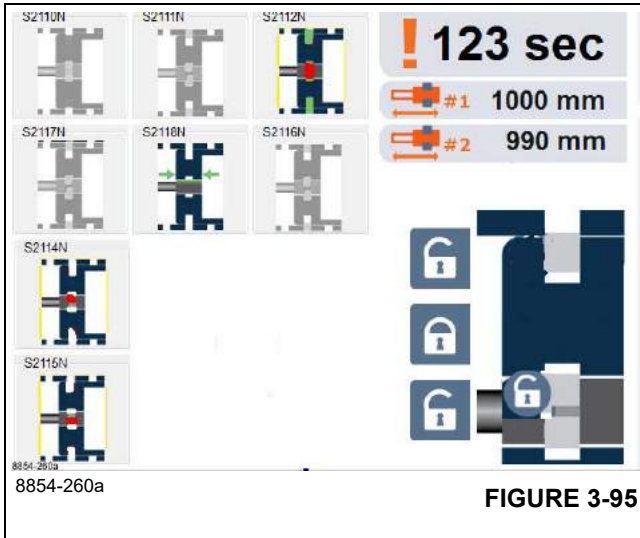 S2110N S2111N S2112N
! 123 sec
#1 1000 mm
#2 990 mm
S2117N S2118N S2116N
S2114N
S2115N
8854-260a
8854-260a
FIGURE 3-95